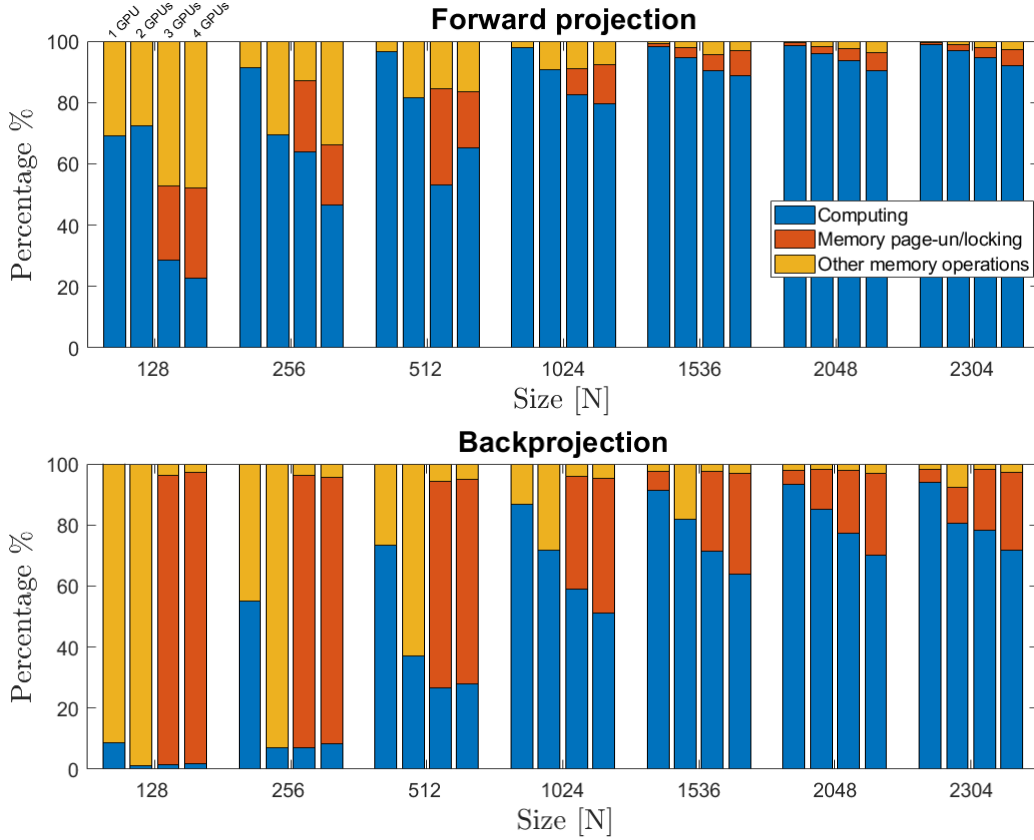 Forward projection
1 GPU
2 GPUs
3 GPUs
4 GPUs
100
80
60
40
20
0
Percentage %
Computing
Memory page-un/locking
Other memory operations
128 256 512 1024 1536 2048 2304
Size [N]
Backprojection
100
80
60
40
20
0
Percentage %
128 256 512 1024 1536 2048 2304
Size [N]